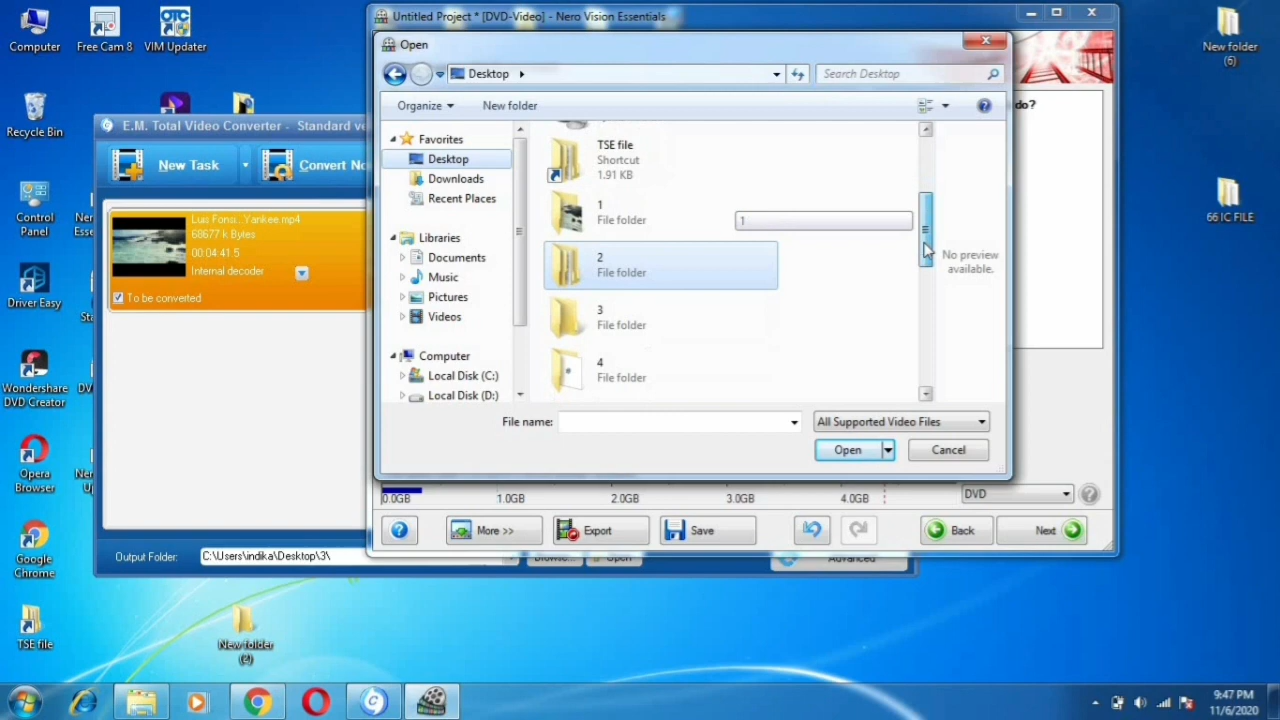 Computer
Free Cam 8
VIM Updater
Recycle Bin
Control
Panel
Driver Easy
Wondershare
DVD Creator
Opera
Browser
Google
Chrome
TSE file
New folder
(2)
New folder
(6)
66 IC FILE
E.M. Total Video Converter - Standard ve
New Task
Convert No
Luis Fonsi...Yankee.mp4
68677 k Bytes
00:04:41.5
Internal decoder
To be converted
Output Folder:
C:\Users\indika\Desktop\3\
Browse...
Open
Advanced
Untitled Project * [DVD-Video] - Nero Vision Essentials
do?
Open
Desktop
Search Desktop
Organize
New folder
Favorites
Desktop
Downloads
Recent Places
Libraries
Documents
Music
Pictures
Videos
Computer
Local Disk (C:)
Local Disk (D:)
TSE file
Shortcut
1.91 KB
1
File folder
1
2
File folder
3
File folder
4
File folder
No preview
available.
File name:
All Supported Video Files
Open
Cancel
0.0GB
1.0GB
2.0GB
3.0GB
4.0GB
DVD
More >>
Export
Save
Back
Next
9:47 PM
11/6/2020